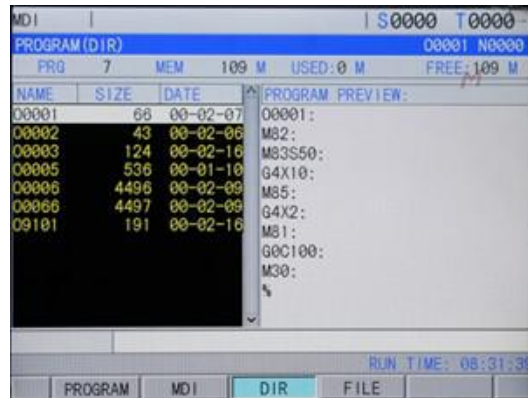 MDI S0000 T0000
PROGRAM(DIR) O0001 N0000
PRG 7 MEM 109 M USED:0 M FREE:109 M
NAME SIZE DATE PROGRAM PREVIEW:
O0001 66 00-02-07 O0001:
O0002 43 00-02-06 M82:
O0003 124 00-02-16 M83S50:
O0005 536 00-01-10 G4X10:
O0006 4496 00-02-09 M85:
O0066 4497 00-02-09 G4X2:
O9101 191 00-02-16 M81:
G0C100:
M30:
%
RUN TIME: 08:31:39
PROGRAM MDI DIR FILE